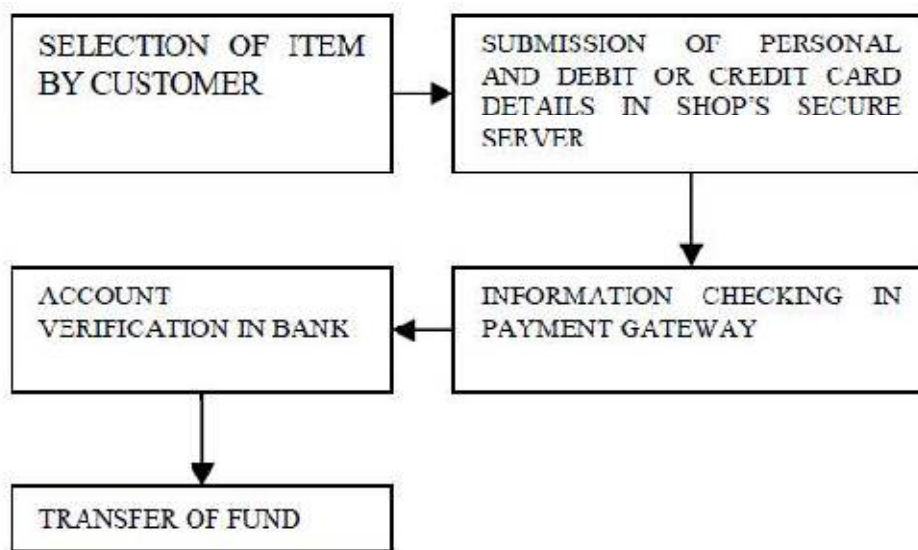 SELECTION OF ITEM
BY CUSTOMER
SUBMISSION OF PERSONAL
AND DEBIT OR CREDIT CARD
DETAILS IN SHOP'S SECURE
SERVER
INFORMATION CHECKING IN
PAYMENT GATEWAY
ACCOUNT
VERIFICATION IN BANK
TRANSFER OF FUND